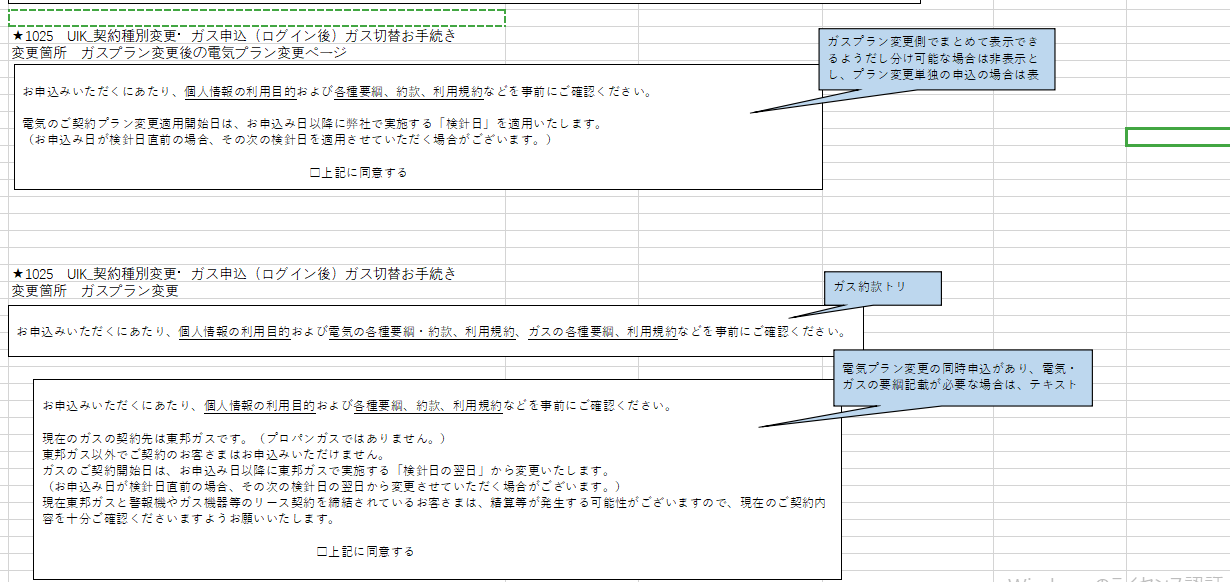 ★1025　UIK_契約種別変更・ ガス申込（ログイン後）ガス切替お手続き
変更箇所　ガスプラン変更後の電気プラン変更ページ
ガスプラン変更側でまとめて表示でき
るようだし分け可能な場合は非表示と
し、プラン変更単独の申込の場合は表
お申込みいただくにあたり、個人情報の利用目的および各種要綱、約款、利用規約などを事前にご確認ください。
電気のご契約プラン変更適用開始日は、お申込み日以降に弊社で実施する「検針日」を適用いたします。
（お申込み日が検針日直前の場合、その次の検針日を適用させていただく場合がございます。）
□上記に同意する
★1025　UIK_契約種別変更・ ガス申込（ログイン後）ガス切替お手続き
変更箇所　ガスプラン変更
ガス約款トリ
お申込みいただくにあたり、個人情報の利用目的および電気の各種要綱・約款、利用規約、ガスの各種要綱、利用規約などを事前にご確認ください。
電気プラン変更の同時申込があり、電気・
ガスの要綱記載が必要な場合は、テキスト
お申込みいただくにあたり、個人情報の利用目的および各種要綱、約款、利用規約などを事前にご確認ください。
現在のガスの契約先は東邦ガスです。（プロパンガスではありません。）
東邦ガス以外でご契約のお客さまはお申込みいただけません。
ガスのご契約開始日は、お申込み日以降に東邦ガスで実施する「検針日の翌日」から変更いたします。
（お申込み日が検針日直前の場合、その次の検針日の翌日から変更させていただく場合がございます。）
現在東邦ガスと警報機やガス機器等のリース契約を締結されているお客さまは、精算等が発生する可能性がございますので、現在のご契約内
容を十分ご確認くださいますようお願いいたします。
□上記に同意する